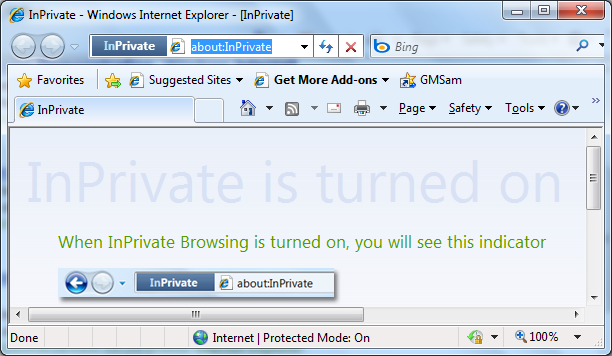 InPrivate - Windows Internet Explorer - [InPrivate]
InPrivate about:InPrivate Bing
Favorites Suggested Sites Get More Add-ons GMSam
InPrivate Page Safety Tools
InPrivate is turned on
When InPrivate Browsing is turned on, you will see this indicator
InPrivate about:InPrivate
Done Internet | Protected Mode: On 100%